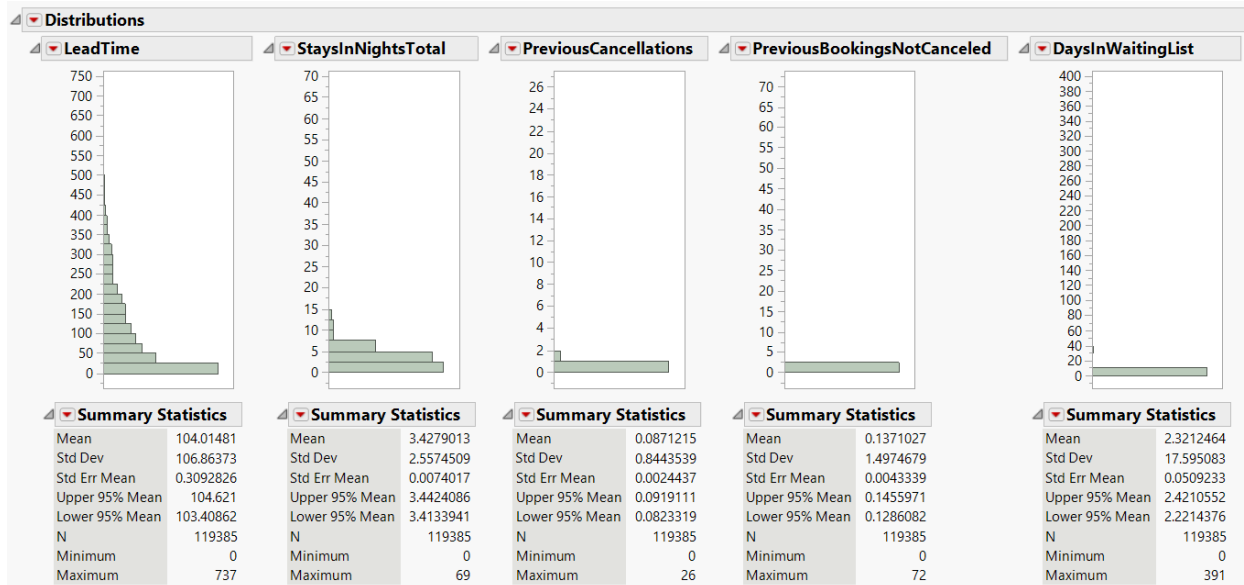 Distributions
LeadTime
750
700
650
600
550
500
450
400
350
300
250
200
150
100
50
0
Summary Statistics
Mean 104.01481
Std Dev 106.86373
Std Err Mean 0.3092826
Upper 95% Mean 104.621
Lower 95% Mean 103.40862
N 119385
Minimum 0
Maximum 737
StaysInNightsTotal
70
65
60
55
50
45
40
35
30
25
20
15
10
5
0
Summary Statistics
Mean 3.4279013
Std Dev 2.5574509
Std Err Mean 0.0074017
Upper 95% Mean 3.4424086
Lower 95% Mean 3.4133941
N 119385
Minimum 0
Maximum 69
PreviousCancellations
26
24
22
20
18
16
14
12
10
8
6
4
2
0
Summary Statistics
Mean 0.0871215
Std Dev 0.8443539
Std Err Mean 0.0024437
Upper 95% Mean 0.0919111
Lower 95% Mean 0.0823319
N 119385
Minimum 0
Maximum 26
PreviousBookingsNotCanceled
70
65
60
55
50
45
40
35
30
25
20
15
10
5
0
Summary Statistics
Mean 0.1371027
Std Dev 1.4974679
Std Err Mean 0.0043339
Upper 95% Mean 0.1455971
Lower 95% Mean 0.1286082
N 119385
Minimum 0
Maximum 72
DaysInWaitingList
400
380
360
340
320
300
280
260
240
220
200
180
160
140
120
100
80
60
40
20
0
Summary Statistics
Mean 2.3212464
Std Dev 17.595083
Std Err Mean 0.0509233
Upper 95% Mean 2.4210552
Lower 95% Mean 2.2214376
N 119385
Minimum 0
Maximum 391